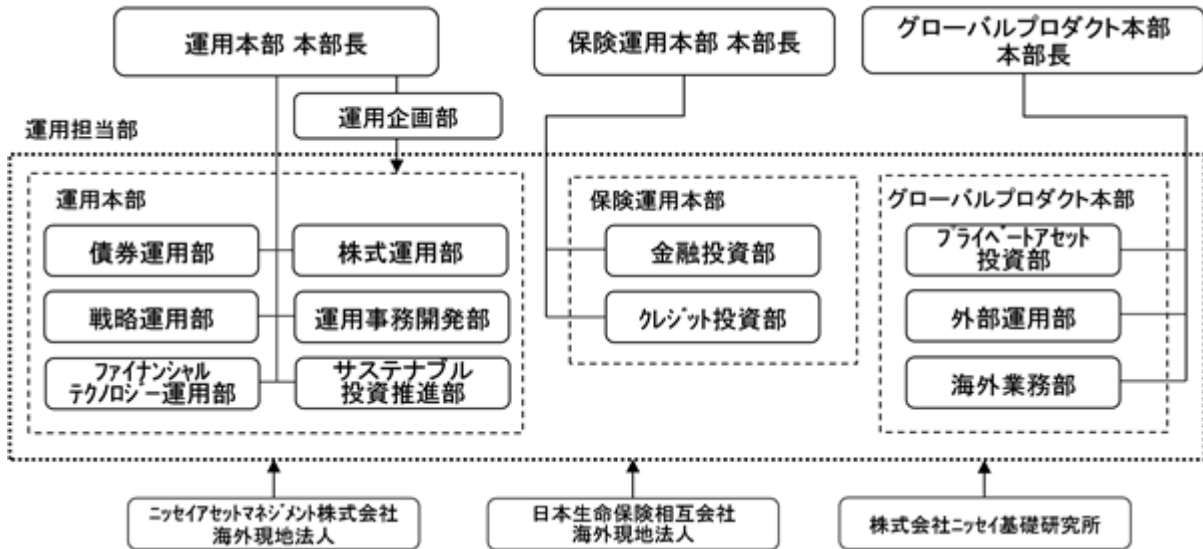 運用本部 本部長
保険運用本部 本部長
グローバルプロダクト本部
本部長
運用企画部
運用担当部
運用本部
債券運用部
株式運用部
戦略運用部
運用事務開発部
ファイナンシャル
テクノロジー運用部
サステナブル
投資推進部
保険運用本部
金融投資部
クレジット投資部
グローバルプロダクト本部
プライベートアセット
投資部
外部運用部
海外業務部
ニッセイアセットマネジメント株式会社
海外現地法人
日本生命保険相互会社
海外現地法人
株式会社ニッセイ基礎研究所